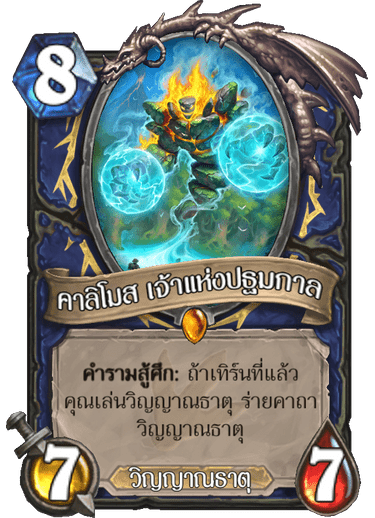 8
คาลิโมส เจ้าแห่งปฐมกาล
คำรามสู้ศึก: ถ้าเทิร์นที่แล้ว
คุณเล่นวิญญาณธาตุ ร่ายคาถา
วิญญาณธาตุ
7
วิญญาณธาตุ
7